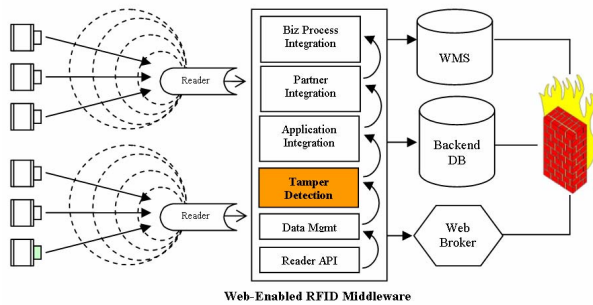 Biz Process
Integration
Partner
Integration
Application
Integration
Tamper
Detection
Data Mgmt
Reader API
Reader
Reader
WMS
Backend
DB
Web
Broker
Web-Enabled RFID Middleware